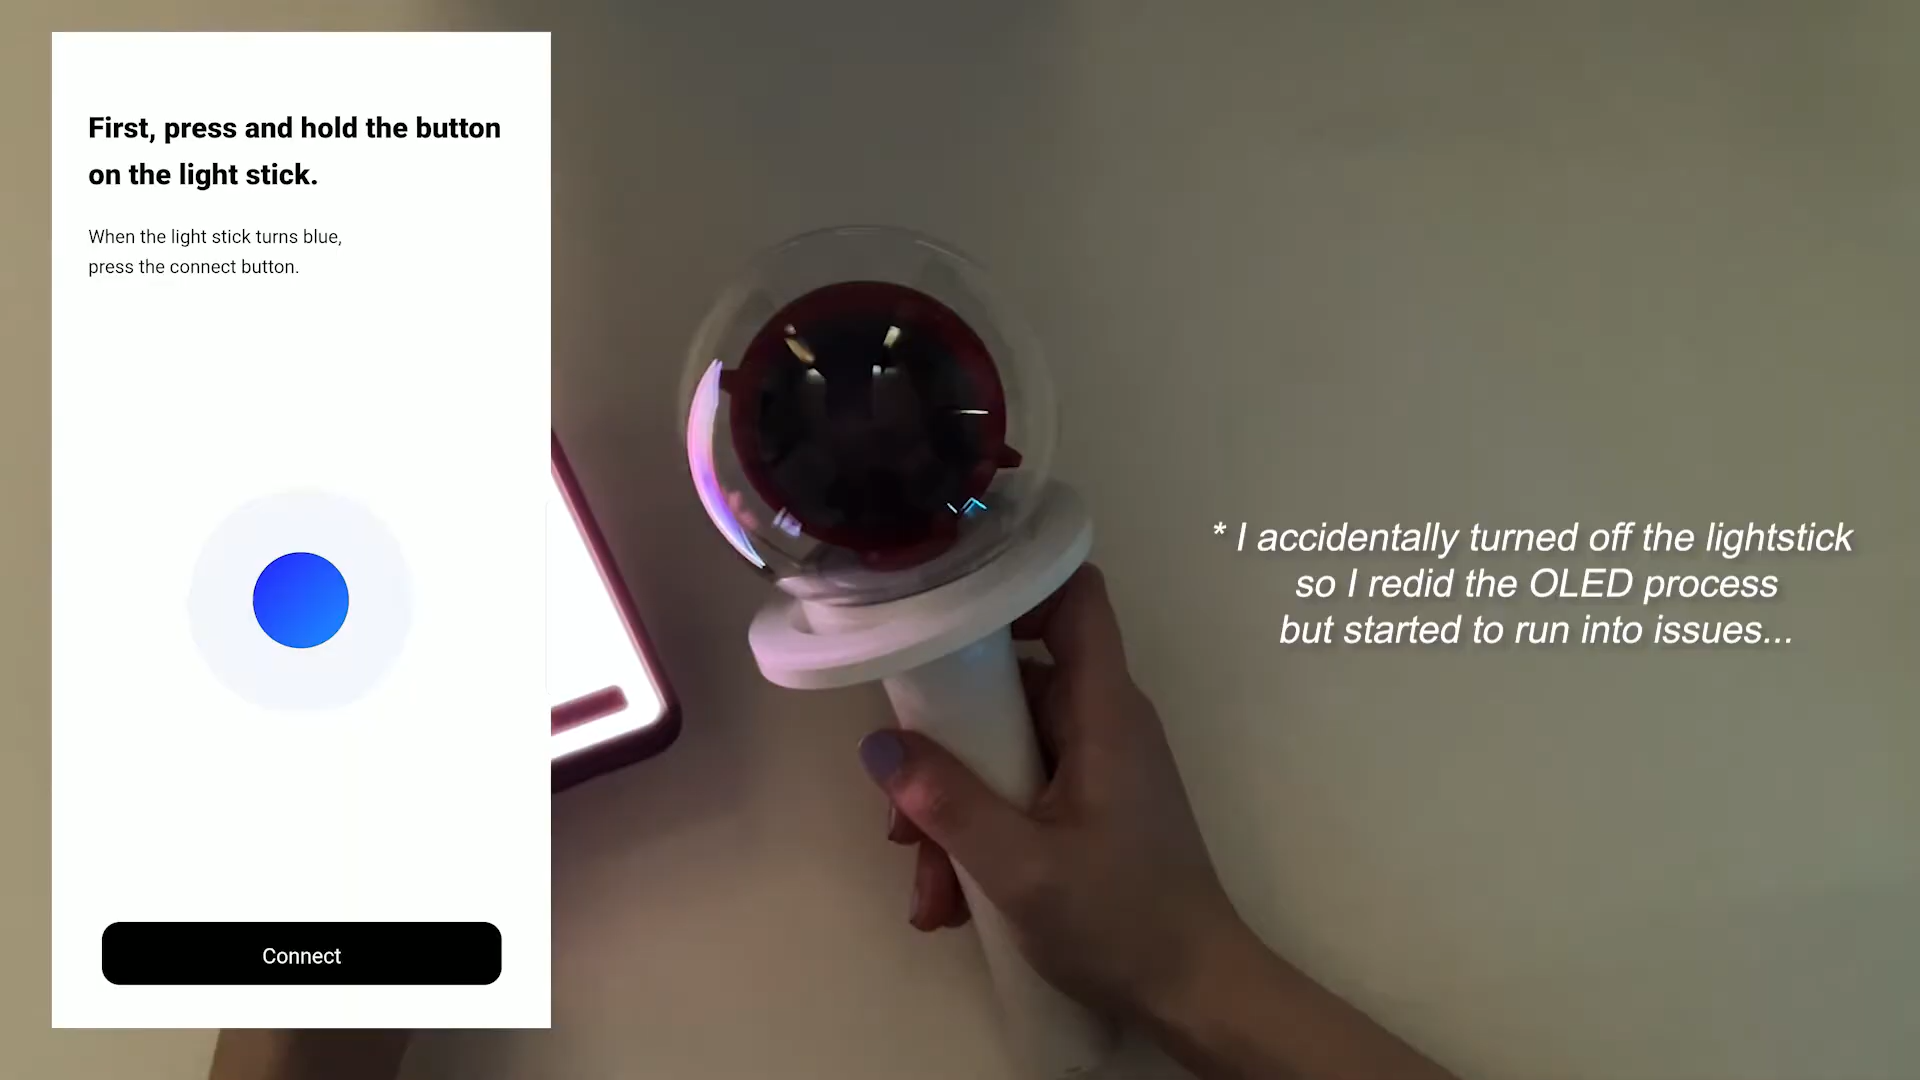 First, press and hold the button
on the light stick.
When the light stick turns blue,
press the connect button.
Connect
* I accidentally turned off the lightstick
so I redid the OLED process
but started to run into issues...